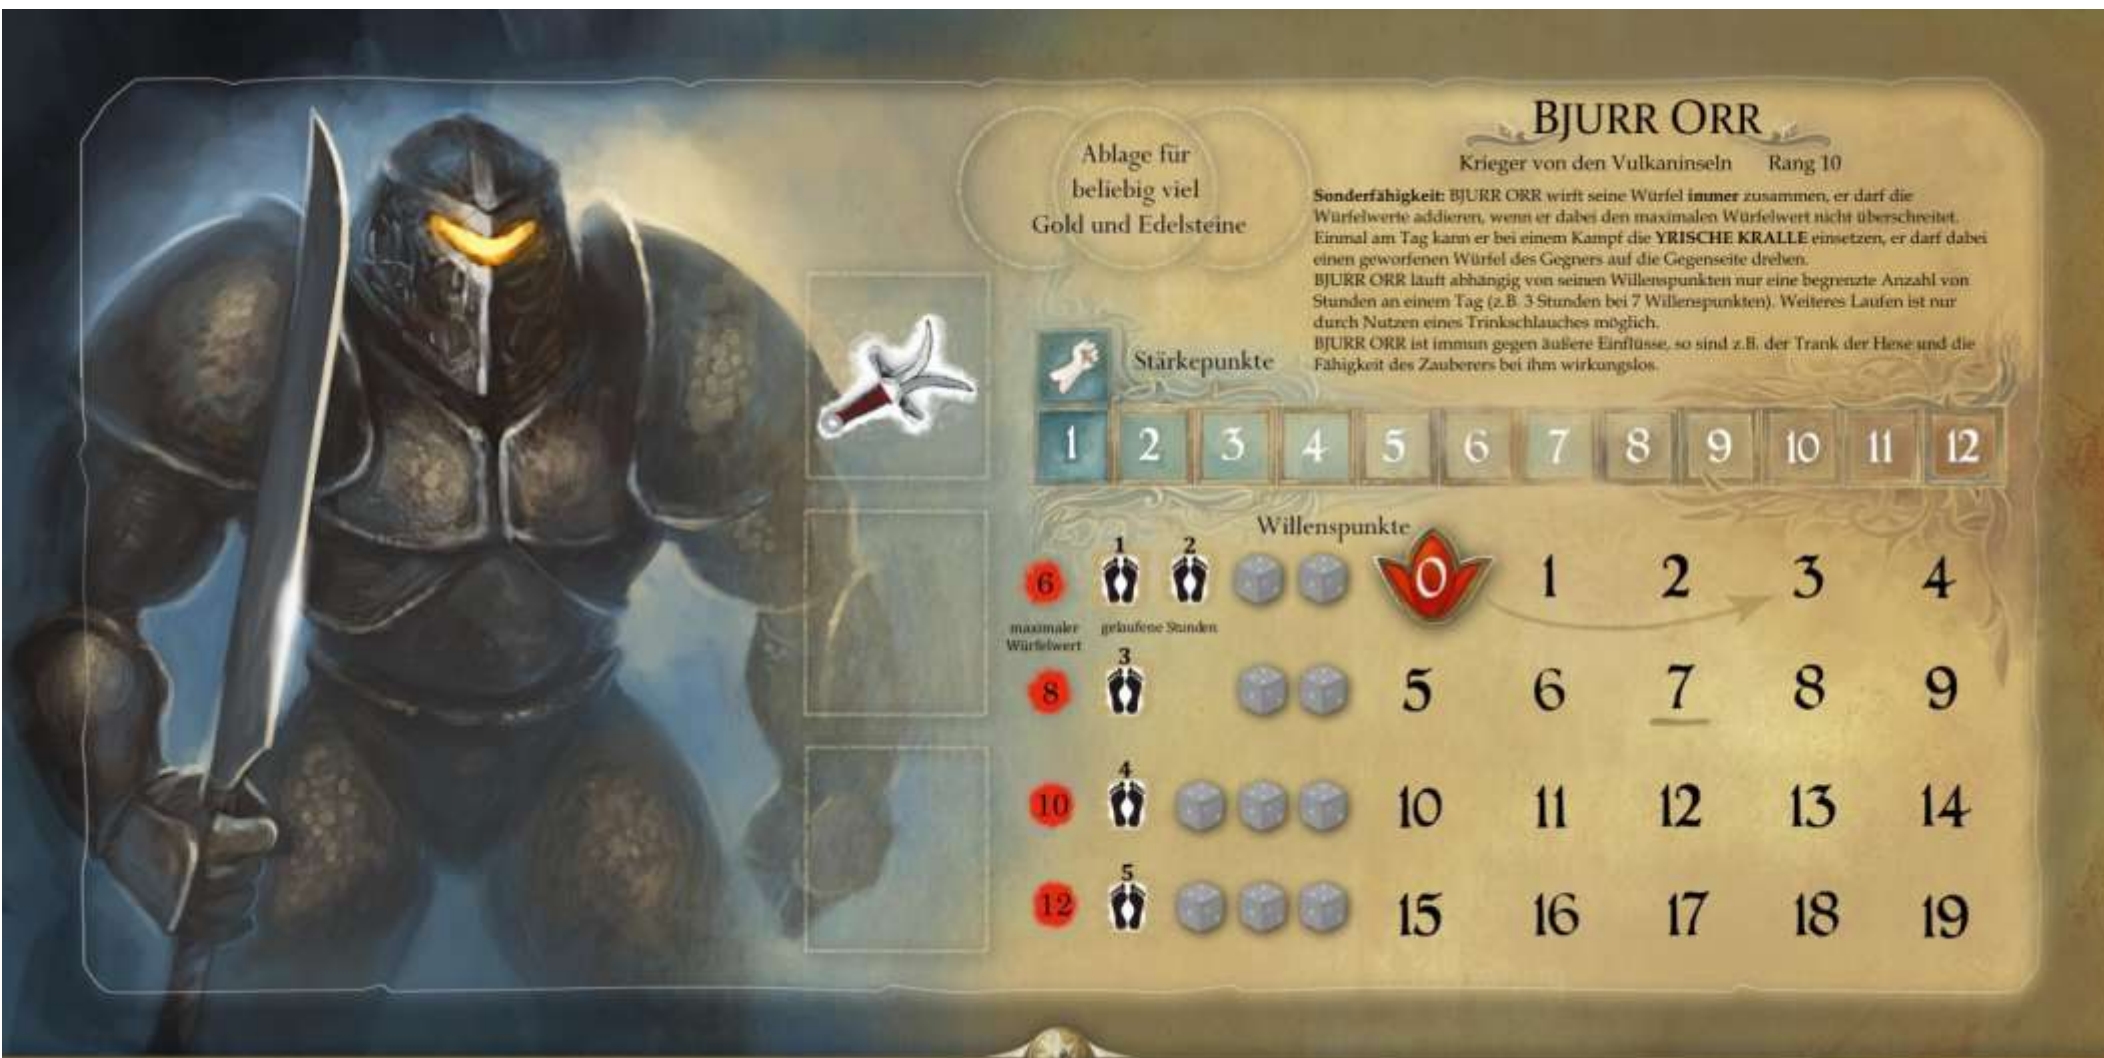 Ablage für
beliebig viel
Gold und Edelsteine
BJURR ORR
Krieger von den Vulkaninseln Rang 10
Sonderfähigkeit: BJURR ORR wirft seine Würfel immer zusammen, er darf die
Würfelwerte addieren, wenn er dabei den maximalen Würfelwert nicht überschreitet.
Einmal am Tag kann er bei einem Kampf die YRISCHE KRALLE einsetzen, er darf dabei
einen geworfenen Würfel des Gegners auf die Gegenseite drehen.
BJURR ORR läuft abhängig von seinen Willenspunkten nur eine begrenzte Anzahl von
Stunden an einem Tag (z.B. 3 Stunden bei 7 Willenspunkten). Weiteres Laufen ist nur
durch Nutzen eines Trinkschlauches möglich.
BJURR ORR ist immun gegen äußere Einflüsse, so sind z.B. der Trank der Hexe und die
Fähigkeit des Zauberers bei ihm wirkungslos.
Stärkepunkte
1 2 3 4 5 6 7 8 9 10 11 12
Willenspunkte
1 2
6 0 1 2 3 4
maximaler gelaufene Stunden
Würfelwert
3
8 5 6 7 8 9
4
10 10 11 12 13 14
5
12 15 16 17 18 19